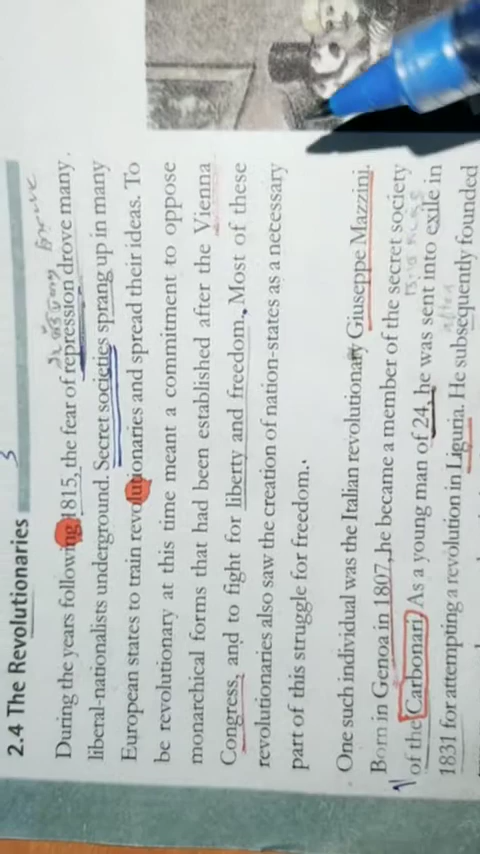 3
2.4 The Revolutionaries
During the years following 1815, the fear of repression drove many
liberal-nationalists underground. Secret societies sprang up in many
European states to train revolutionaries and spread their ideas. To
be revolutionary at this time meant a commitment to oppose
monarchical forms that had been established after the Vienna
Congress, and to fight for liberty and freedom. Most of these
revolutionaries also saw the creation of nation-states as a necessary
part of this struggle for freedom.
One such individual was the Italian revolutionary Giuseppe Mazzini.
Born in Genoa in 1807, he became a member of the secret society
of the Carbonari. As a young man of 24, he was sent into exile in
after
1831 for attempting a revolution in Liguria. He subsequently founded